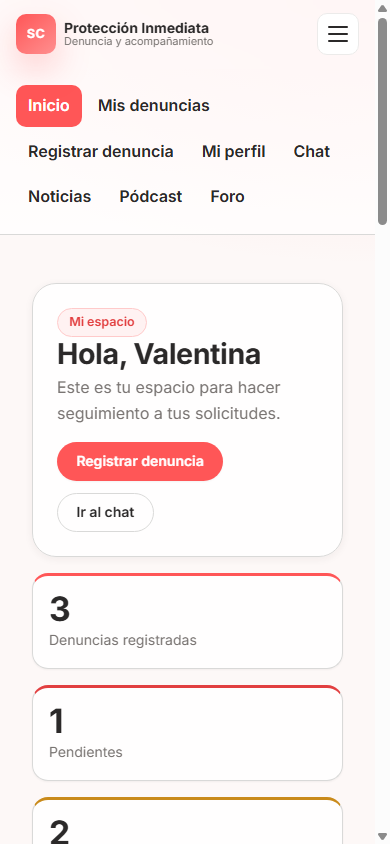 SC
Protección Inmediata
Denuncia y acompañamiento
Inicio
Mis denuncias
Registrar denuncia
Mi perfil
Chat
Noticias
Pódcast
Foro
Mi espacio
Hola, Valentina
Este es tu espacio para hacer
seguimiento a tus solicitudes.
Registrar denuncia
Ir al chat
3
Denuncias registradas
1
Pendientes
2